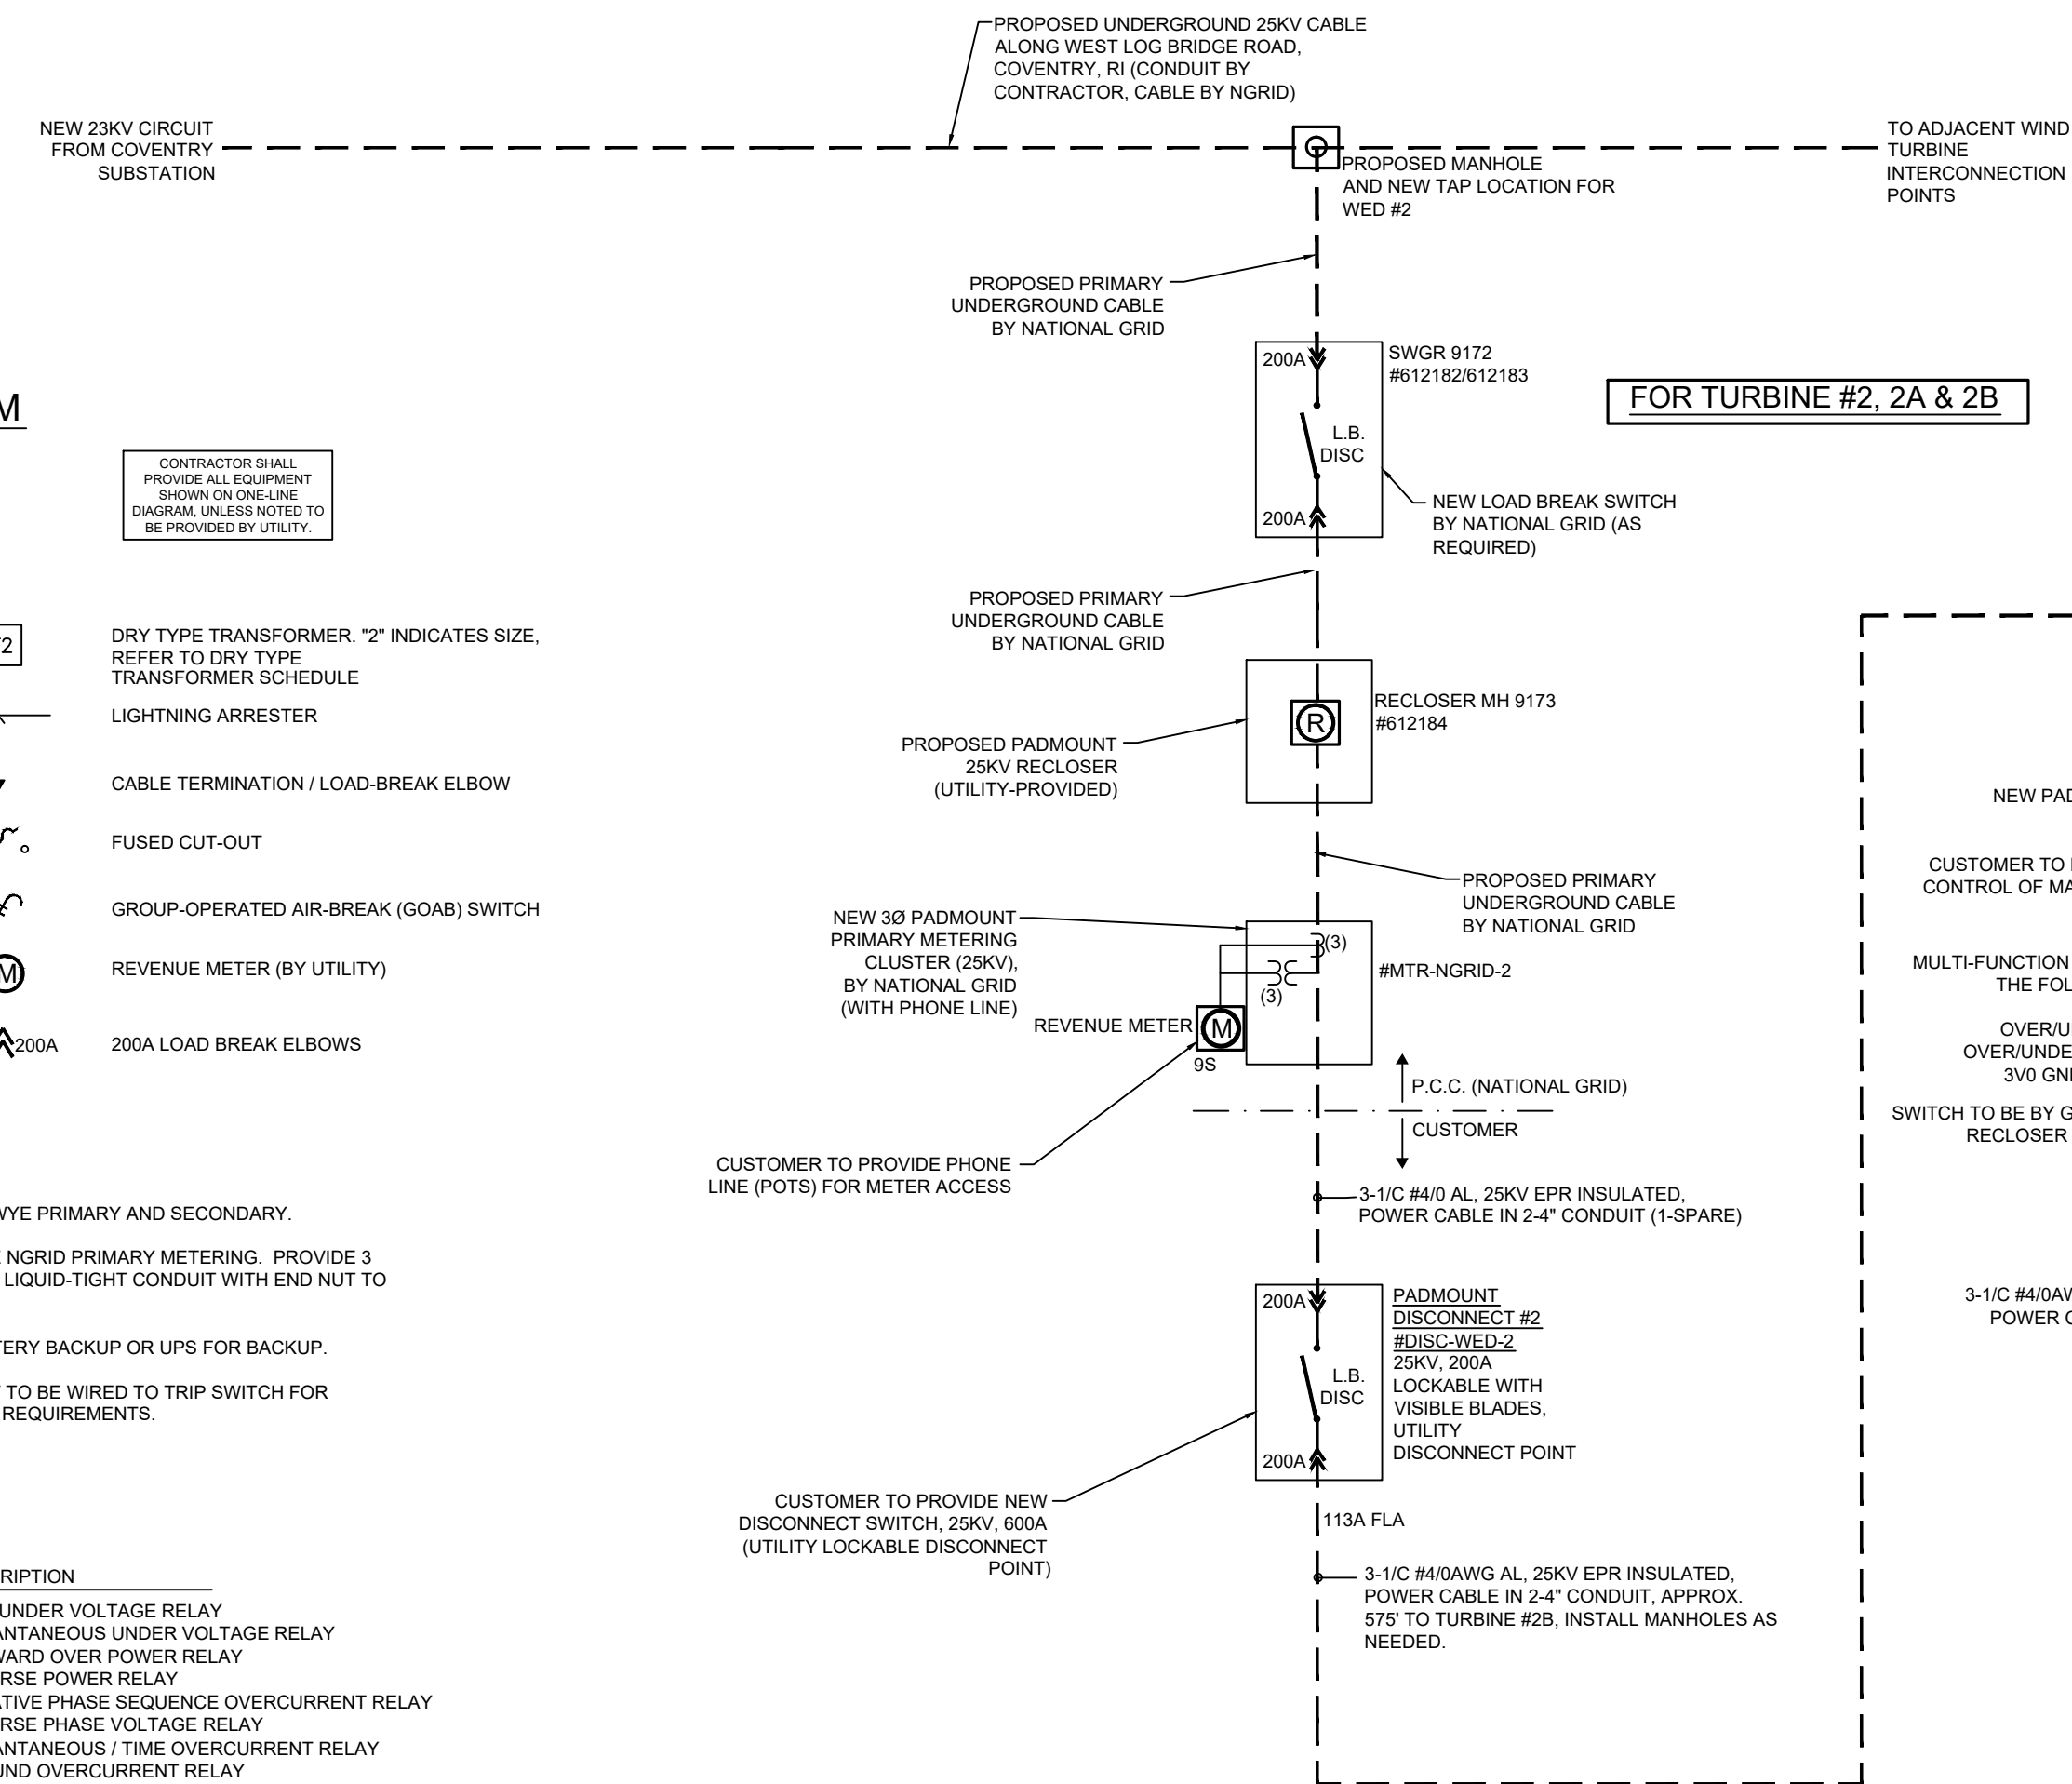 PROPOSED UNDERGROUND 25KV CABLE
ALONG WEST LOG BRIDGE ROAD,
COVENTRY, RI (CONDUIT BY
CONTRACTOR, CABLE BY NGRID)
NEW 23KV CIRCUIT
FROM COVENTRY
SUBSTATION
TO ADJACENT WIND
TURBINE
INTERCONNECTION
POINTS
PROPOSED MANHOLE
AND NEW TAP LOCATION FOR
WED #2
PROPOSED PRIMARY
UNDERGROUND CABLE
BY NATIONAL GRID
200A
L.B.
DISC
200A
SWGR 9172
#612182/612183
FOR TURBINE #2, 2A & 2B
NEW LOAD BREAK SWITCH
BY NATIONAL GRID (AS
REQUIRED)
M
CONTRACTOR SHALL
PROVIDE ALL EQUIPMENT
SHOWN ON ONE-LINE
DIAGRAM, UNLESS NOTED TO
BE PROVIDED BY UTILITY.
PROPOSED PRIMARY
UNDERGROUND CABLE
BY NATIONAL GRID
2
DRY TYPE TRANSFORMER. "2" INDICATES SIZE,
REFER TO DRY TYPE
TRANSFORMER SCHEDULE
LIGHTNING ARRESTER
CABLE TERMINATION / LOAD-BREAK ELBOW
FUSED CUT-OUT
GROUP-OPERATED AIR-BREAK (GOAB) SWITCH
M
REVENUE METER (BY UTILITY)
200A
200A LOAD BREAK ELBOWS
R
RECLOSER MH 9173
#612184
PROPOSED PADMOUNT
25KV RECLOSER
(UTILITY-PROVIDED)
PROPOSED PRIMARY
UNDERGROUND CABLE
BY NATIONAL GRID
NEW 3Ø PADMOUNT
PRIMARY METERING
CLUSTER (25KV),
BY NATIONAL GRID
(WITH PHONE LINE)
(3)
(3)
#MTR-NGRID-2
REVENUE METER
M
9S
P.C.C. (NATIONAL GRID)
CUSTOMER
CUSTOMER TO PROVIDE PHONE
LINE (POTS) FOR METER ACCESS
3-1/C #4/0 AL, 25KV EPR INSULATED,
POWER CABLE IN 2-4" CONDUIT (1-SPARE)
200A
L.B.
DISC
200A
PADMOUNT
DISCONNECT #2
#DISC-WED-2
25KV, 200A
LOCKABLE WITH
VISIBLE BLADES,
UTILITY
DISCONNECT POINT
CUSTOMER TO PROVIDE NEW
DISCONNECT SWITCH, 25KV, 600A
(UTILITY LOCKABLE DISCONNECT
POINT)
113A FLA
3-1/C #4/0AWG AL, 25KV EPR INSULATED,
POWER CABLE IN 2-4" CONDUIT, APPROX.
575' TO TURBINE #2B, INSTALL MANHOLES AS
NEEDED.
WYE PRIMARY AND SECONDARY.
NGRID PRIMARY METERING. PROVIDE 3
LIQUID-TIGHT CONDUIT WITH END NUT TO
TERY BACKUP OR UPS FOR BACKUP.
TO BE WIRED TO TRIP SWITCH FOR
REQUIREMENTS.
RIPTION
UNDER VOLTAGE RELAY
ANTANEOUS UNDER VOLTAGE RELAY
WARD OVER POWER RELAY
RSE POWER RELAY
ATIVE PHASE SEQUENCE OVERCURRENT RELAY
RSE PHASE VOLTAGE RELAY
ANTANEOUS / TIME OVERCURRENT RELAY
UND OVERCURRENT RELAY
NEW PAD
CUSTOMER TO
CONTROL OF MA
MULTI-FUNCTION
THE FOL
OVER/U
OVER/UNDE
3V0 GN
SWITCH TO BE BY G
RECLOSER
3-1/C #4/0AW
POWER C